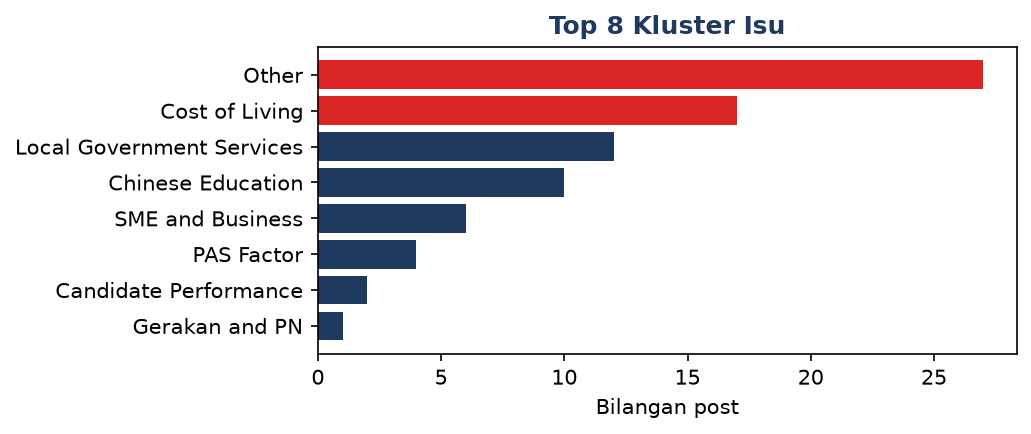 Top 8 Kluster Isu
Other
Cost of Living
Local Government Services
Chinese Education
SME and Business
PAS Factor
Candidate Performance
Gerakan and PN
0 5 10 15 20 25
Bilangan post